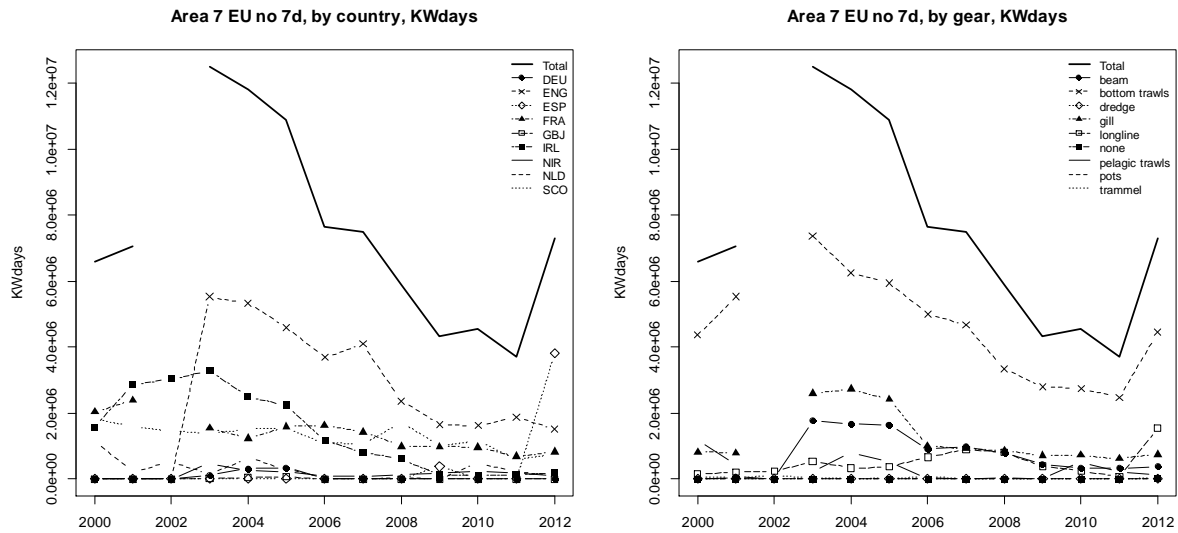 Area 7 EU no 7d, by country, KWdays
KWdays
1.2e+07
1.0e+07
8.0e+06
6.0e+06
4.0e+06
2.0e+06
0.0e+00
Total
DEU
ENG
ESP
FRA
GBJ
IRL
NIR
NLD
SCO
2000 2002 2004 2006 2008 2010 2012
Area 7 EU no 7d, by gear, KWdays
KWdays
1.2e+07
1.0e+07
8.0e+06
6.0e+06
4.0e+06
2.0e+06
0.0e+00
Total
beam
bottom trawls
dredge
gill
longline
none
pelagic trawls
pots
trammel
2000 2002 2004 2006 2008 2010 2012